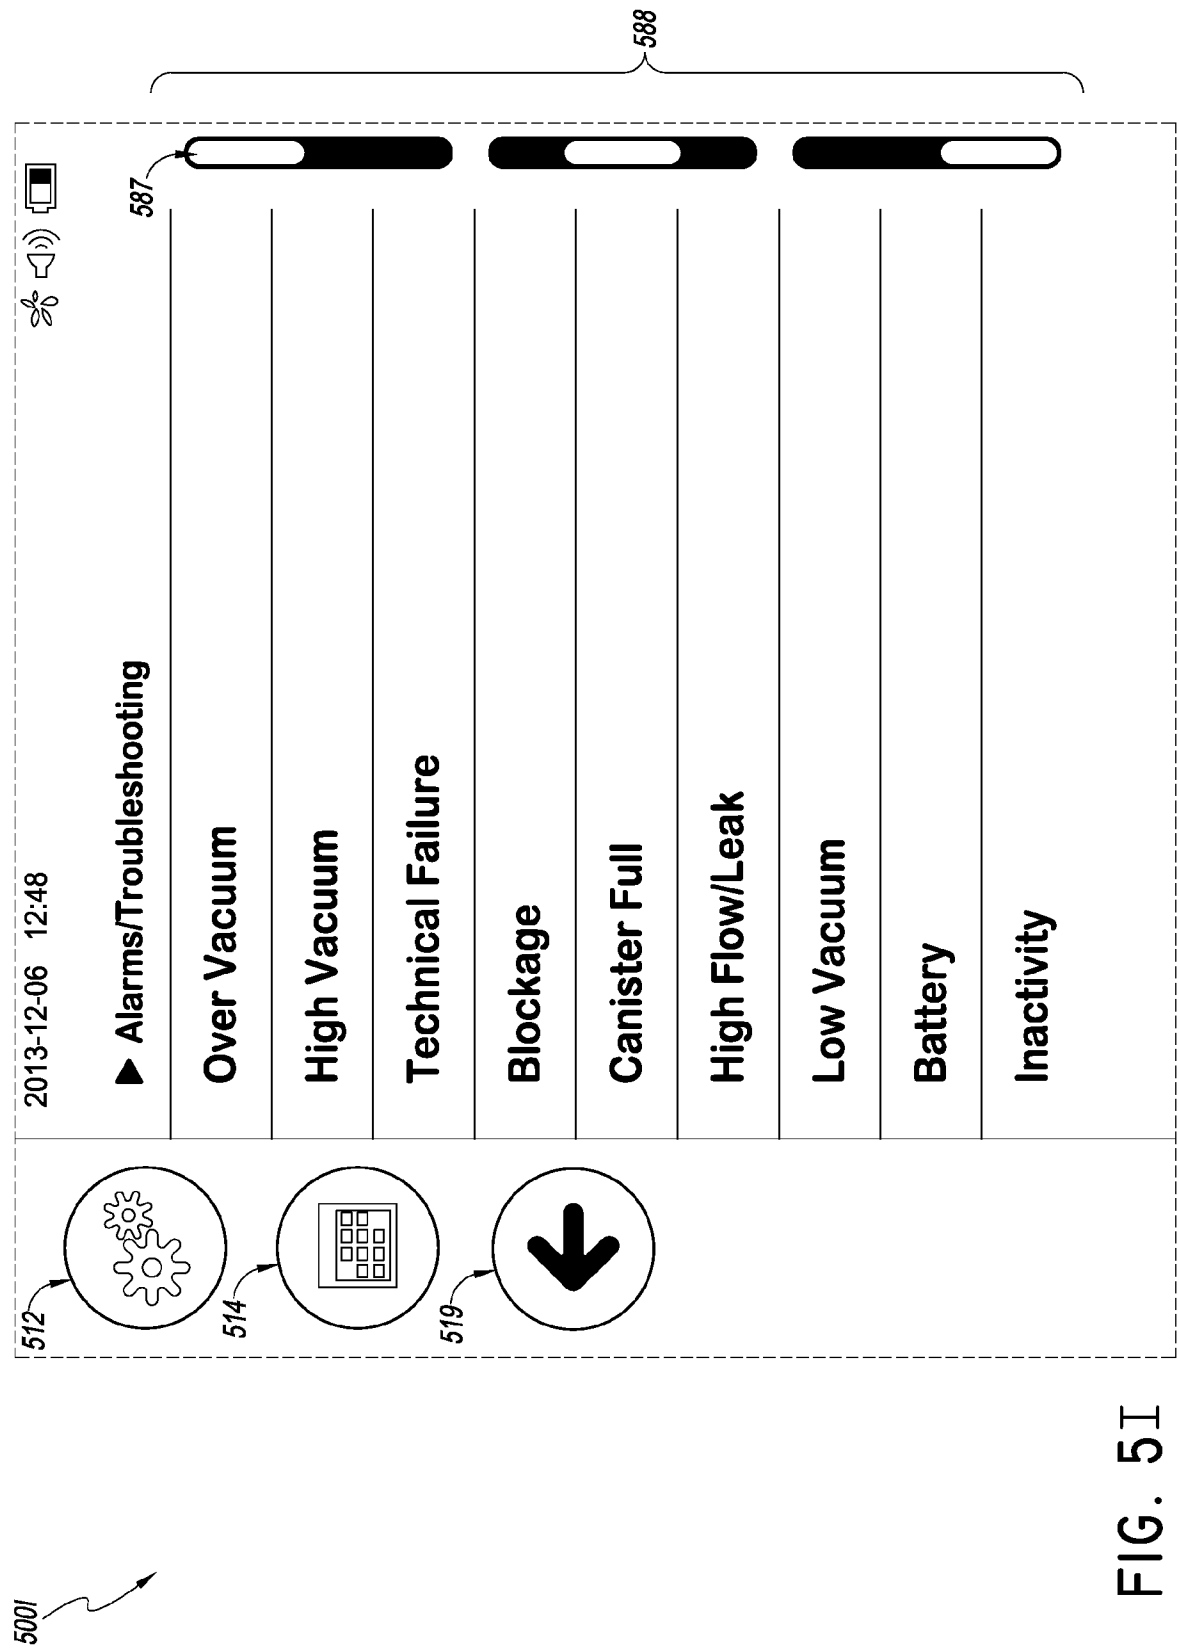 500I
2013-12-06 12:48
512
Alarms/Troubleshooting
587
588
Over Vacuum
High Vacuum
514
Technical Failure
Blockage
519
Canister Full
High Flow/Leak
Low Vacuum
Battery
Inactivity
FIG. 5I